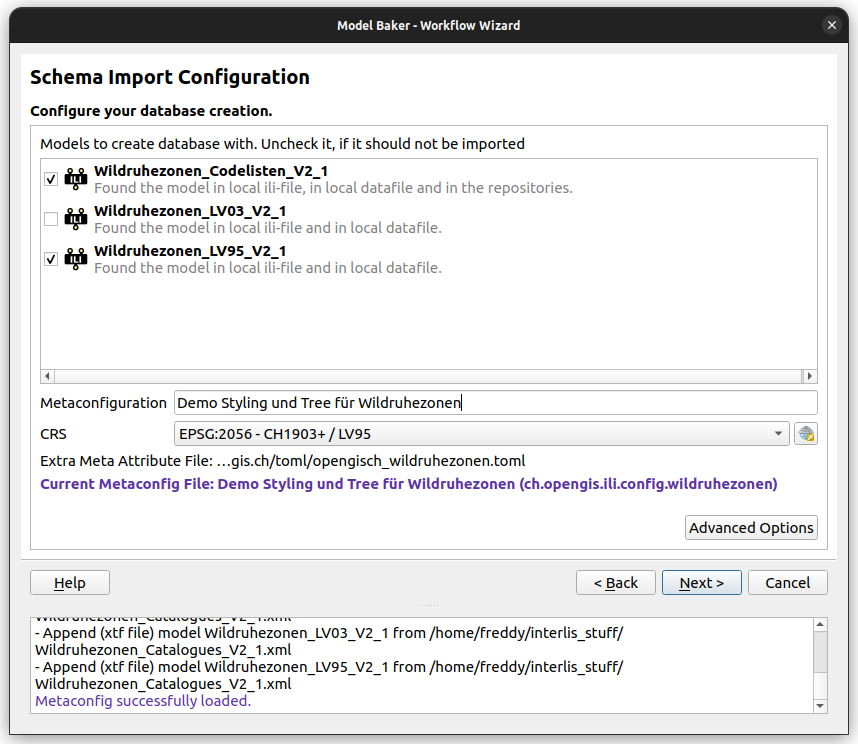 Model Baker - Workflow Wizard
Schema Import Configuration
Configure your database creation.
Models to create database with. Uncheck it, if it should not be imported
ILI Wildruhezonen_Codelisten_V2_1
Found the model in local ili-file, in local datafile and in the repositories.
ILI Wildruhezonen_LV03_V2_1
Found the model in local ili-file and in local datafile.
ILI Wildruhezonen_LV95_V2_1
Found the model in local ili-file and in local datafile.
Metaconfiguration Demo Styling und Tree für Wildruhezonen
CRS EPSG:2056 - CH1903+ / LV95
Extra Meta Attribute File: …gis.ch/toml/opengisch_wildruhezonen.toml
Current Metaconfig File: Demo Styling und Tree für Wildruhezonen (ch.opengis.ili.config.wildruhezonen)
Advanced Options
Help < Back Next > Cancel
Wildruhezonen_Catalogues_V2_1.xml
- Append (xtf file) model Wildruhezonen_LV03_V2_1 from /home/freddy/interlis_stuff/
Wildruhezonen_Catalogues_V2_1.xml
- Append (xtf file) model Wildruhezonen_LV95_V2_1 from /home/freddy/interlis_stuff/
Wildruhezonen_Catalogues_V2_1.xml
Metaconfig successfully loaded.